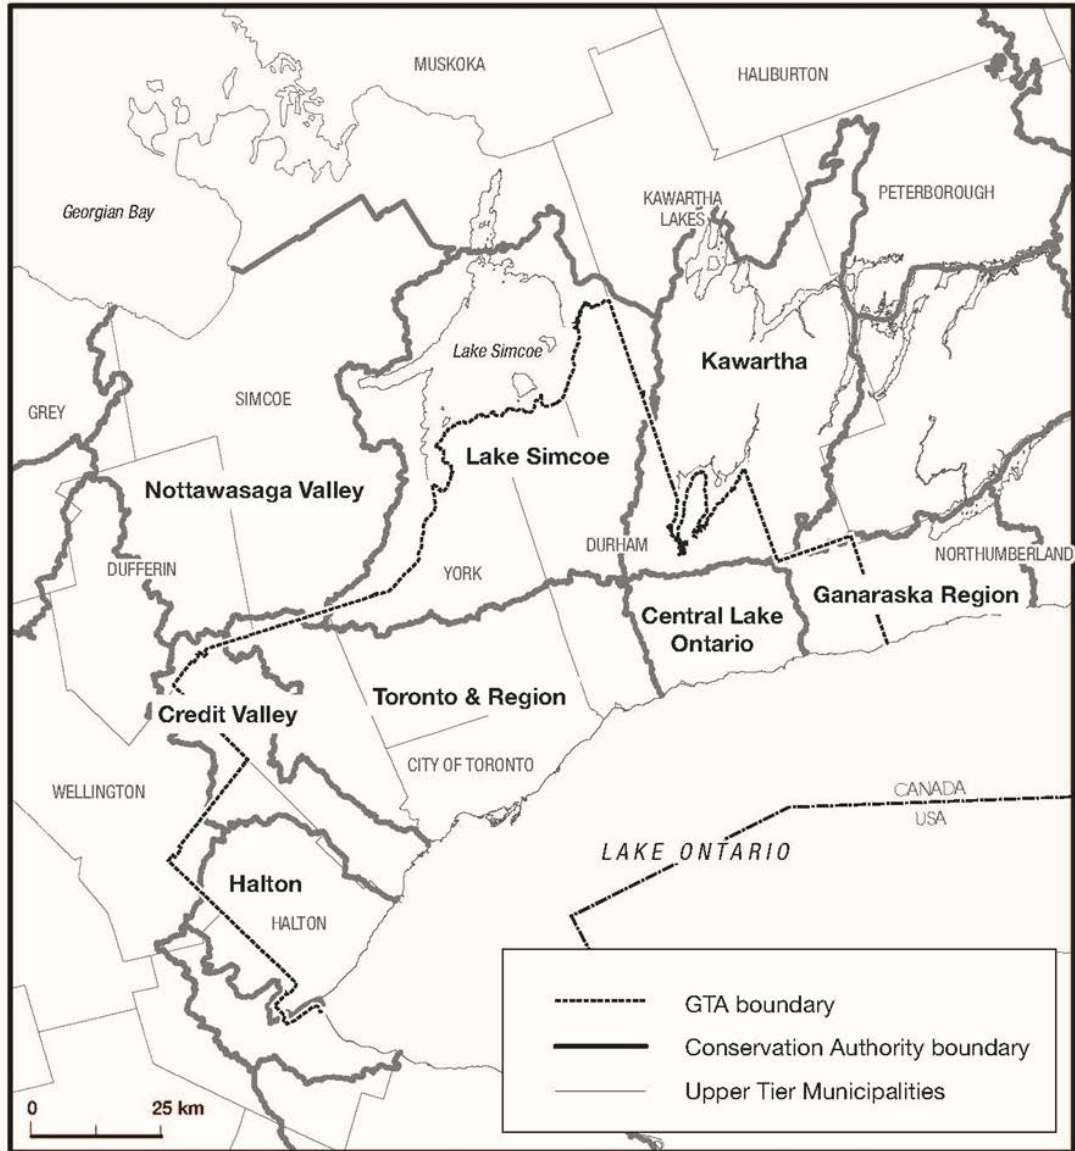 MUSKOKA
HALIBURTON
Georgian Bay
KAWARTHA
LAKES
PETERBOROUGH
Lake Simcoe
Kawartha
GREY
SIMCOE
Lake Simcoe
Nottawasaga Valley
DURHAM
NORTHUMBERLAND
DUFFERIN
YORK
Ganaraska Region
Central Lake
Ontario
Toronto & Region
Credit Valley
CITY OF TORONTO
WELLINGTON
CANADA
USA
LAKE ONTARIO
Halton
HALTON
GTA boundary
Conservation Authority boundary
Upper Tier Municipalities
0 25 km